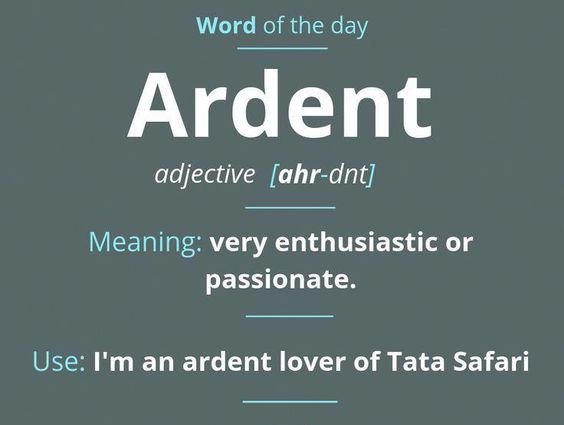 Word of the day
Ardent
adjective [ahr-dnt]
Meaning: very enthusiastic or
passionate.
Use: I'm an ardent lover of Tata Safari